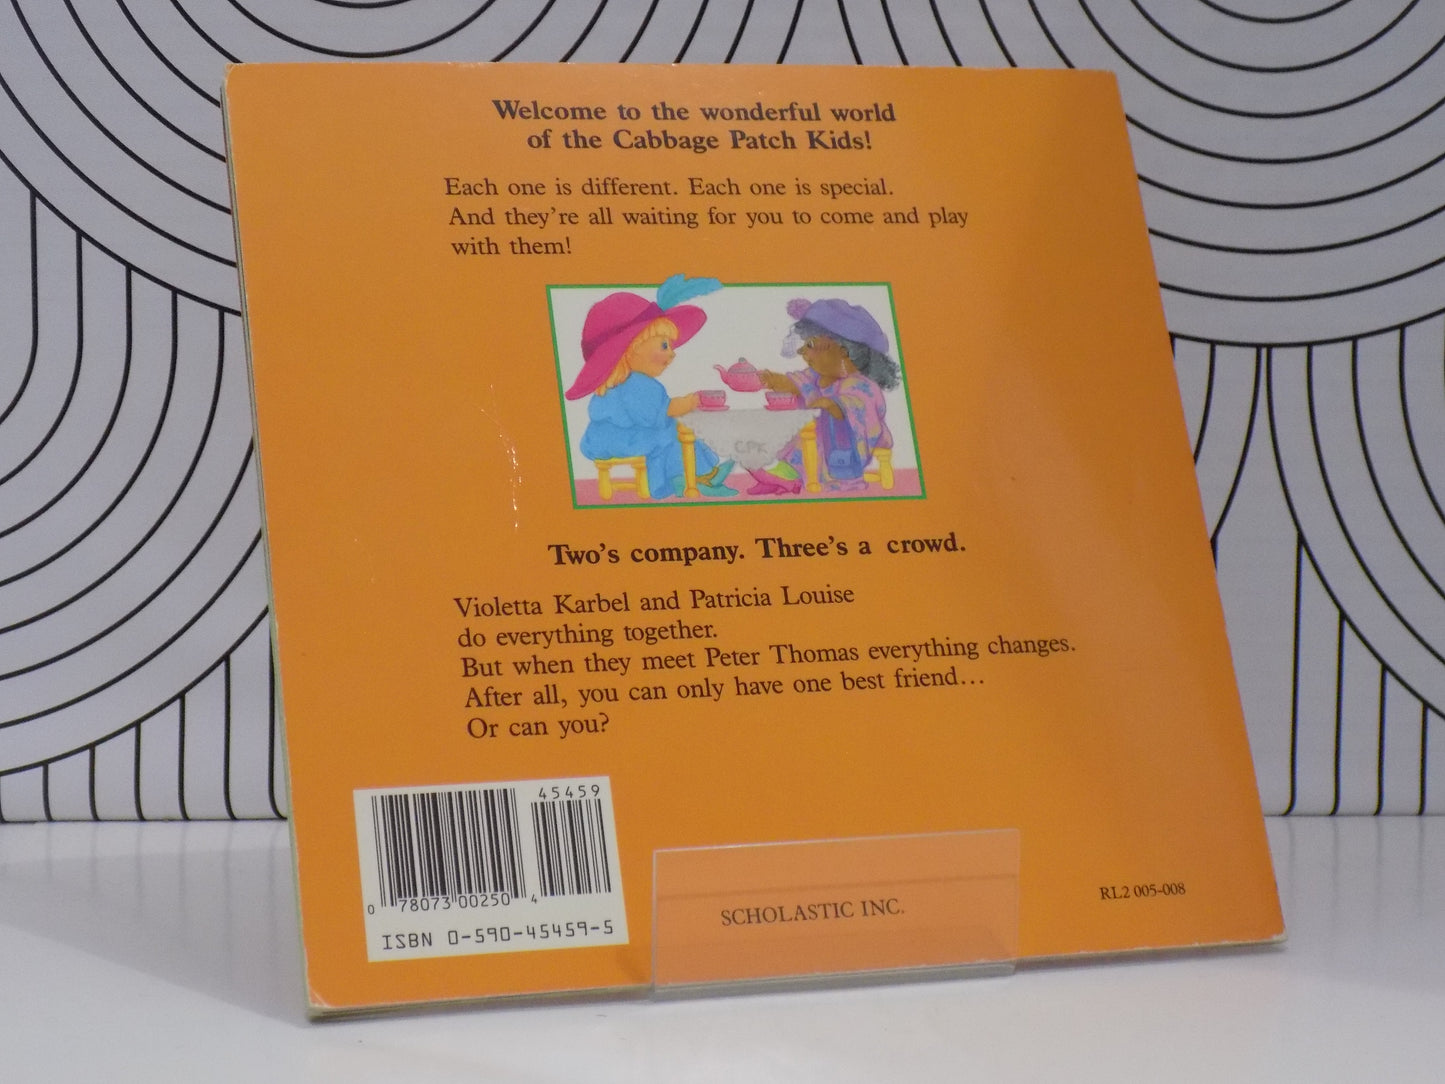 Welcome to the wonderful world
of the Cabbage Patch Kids!
Each one is different. Each one is special.
And they're all waiting for you to come and play
with them!
CPK
Two's company. Three's a crowd.
Violetta Karbel and Patricia Louise
do everything together.
But when they meet Peter Thomas everything changes.
After all, you can only have one best friend...
Or can you?
45459
0 78073 00250 4
ISBN 0-590-45459-5
SCHOLASTIC INC.
RL2 005-008